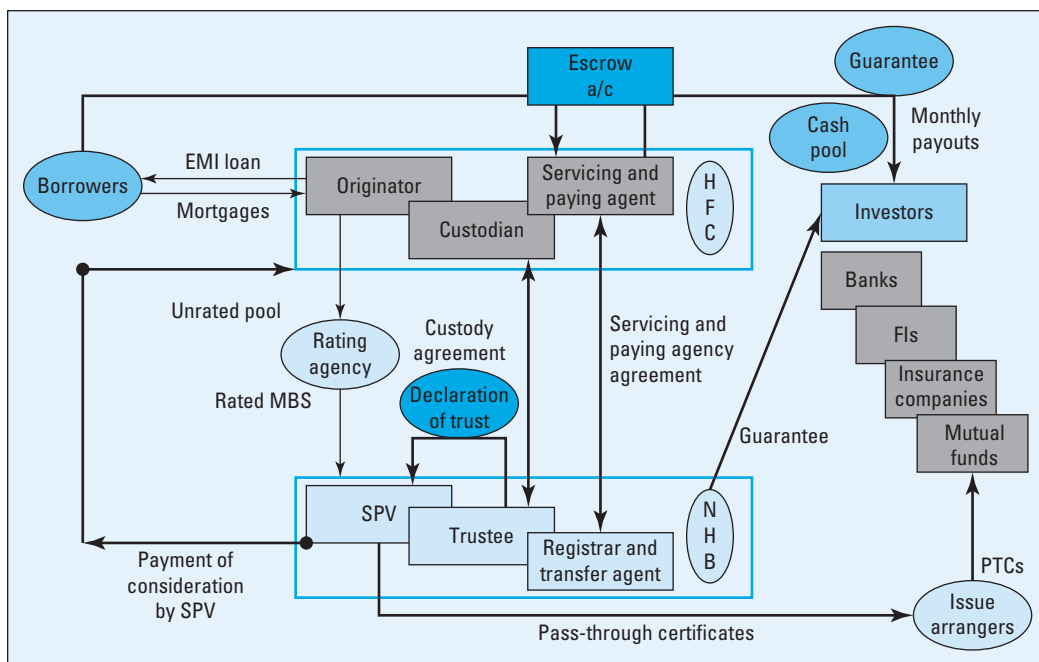 Escrow
a/c
Guarantee
Monthly
payouts
Cash
pool
Borrowers
EMI loan
Mortgages
Originator
Custodian
Servicing and
paying agent
H
F
C
Investors
Banks
FIs
Insurance
companies
Mutual
funds
Unrated pool
Rating
agency
Rated MBS
Custody
agreement
Declaration
of trust
Servicing and
paying agency
agreement
Guarantee
SPV
Trustee
Registrar and
transfer agent
N
H
B
Payment of
consideration
by SPV
Pass-through certificates
PTCs
Issue
arrangers